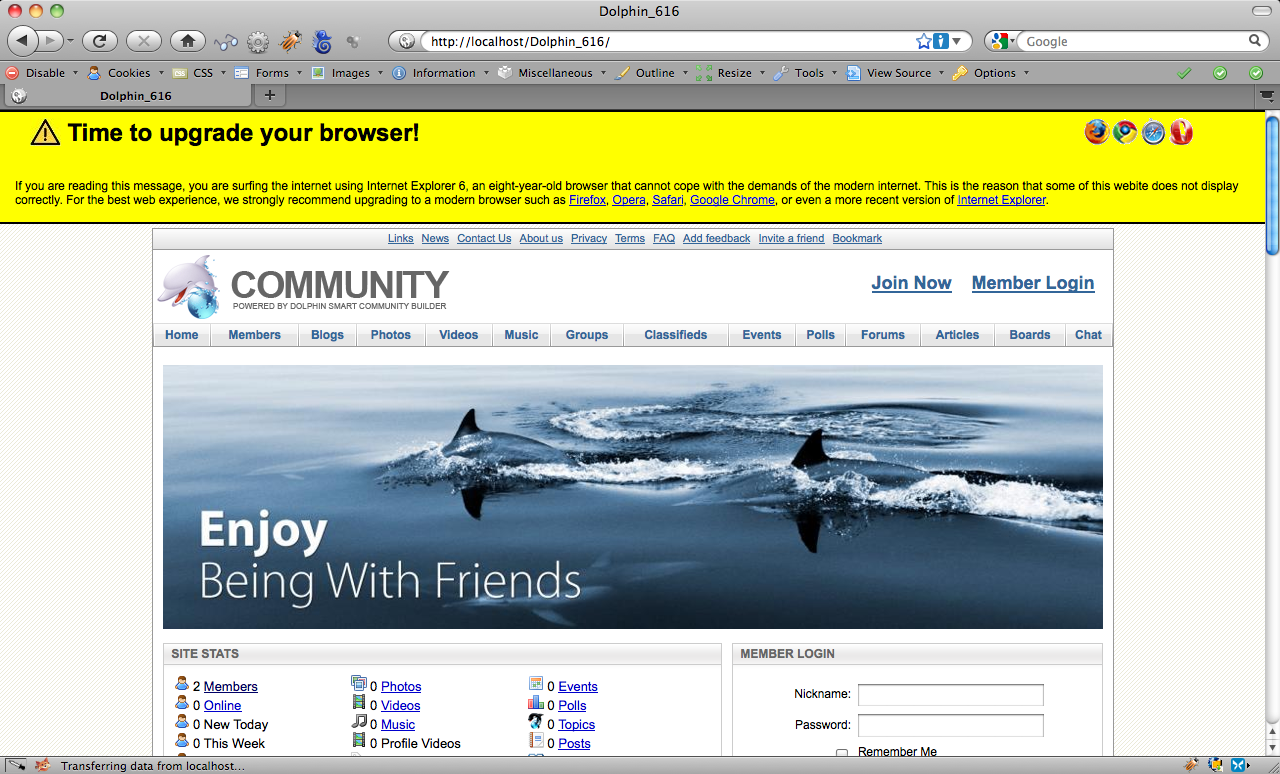 Dolphin_616
http://localhost/Dolphin_616/
Google
Disable Cookies CSS Forms Images Information Miscellaneous Outline Resize Tools View Source Options
Dolphin_616
Time to upgrade your browser!
If you are reading this message, you are surfing the internet using Internet Explorer 6, an eight-year-old browser that cannot cope with the demands of the modern internet. This is the reason that some of this webite does not display
correctly. For the best web experience, we strongly recommend upgrading to a modern browser such as Firefox, Opera, Safari, Google Chrome, or even a more recent version of Internet Explorer.
Links News Contact Us About us Privacy Terms FAQ Add feedback Invite a friend Bookmark
COMMUNITY
POWERED BY DOLPHIN SMART COMMUNITY BUILDER
Join Now Member Login
Home Members Blogs Photos Videos Music Groups Classifieds Events Polls Forums Articles Boards Chat
Enjoy
Being With Friends
SITE STATS
2 Members 0 Photos 0 Events
0 Online 0 Videos 0 Polls
0 New Today 0 Music 0 Topics
0 This Week 0 Profile Videos 0 Posts
MEMBER LOGIN
Nickname:
Password:
Remember Me
Transferring data from localhost...